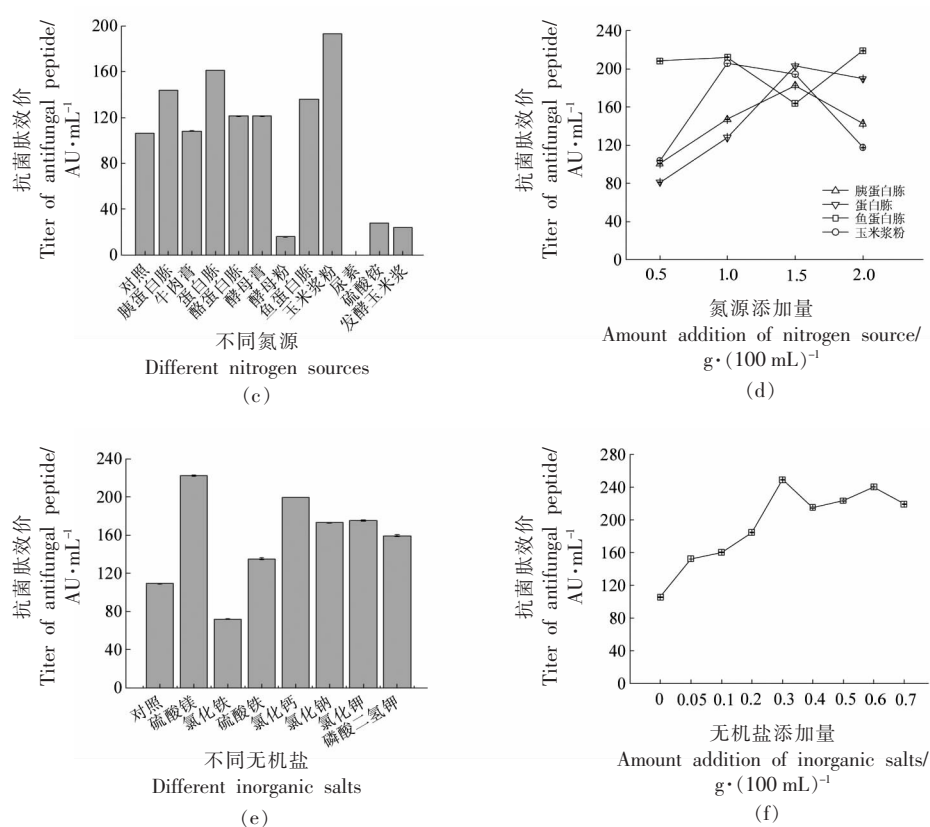 抗菌肽效价
Titer of antifungal peptide/
AU·mL⁻¹
200
160
120
80
40
0
对照
胰蛋白胨
牛肉膏
蛋白胨
酪蛋白胨
酵母膏
酵母粉
鱼蛋白胨
玉米浆粉
尿素
硫酸铵
发酵玉米浆
不同氮源
Different nitrogen sources
(c)
抗菌肽效价
Titer of antifungal peptide/
AU·mL⁻¹
240
200
160
120
80
40
0
胰蛋白胨
蛋白胨
鱼蛋白胨
玉米浆粉
0.5 1.0 1.5 2.0
氮源添加量
Amount addition of nitrogen source/
g·(100 mL)⁻¹
(d)
抗菌肽效价
Titer of antifungal peptide/
AU·mL⁻¹
240
200
160
120
80
40
0
对照
硫酸镁
氯化铁
硫酸铁
氯化钙
氯化钠
氯化钾
磷酸二氢钾
不同无机盐
Different inorganic salts
(e)
抗菌肽效价
Titer of antifungal peptide/
AU·mL⁻¹
280
240
200
160
120
80
40
0
0 0.05 0.1 0.2 0.3 0.4 0.5 0.6 0.7
无机盐添加量
Amount addition of inorganic salts/
g·(100 mL)⁻¹
(f)